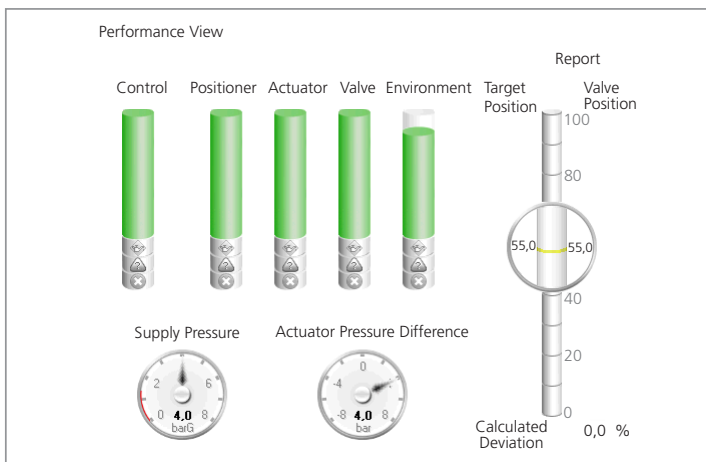 Performance View
Report
Control Positioner Actuator Valve Environment Target Position Valve Position
100
80
55,0 55,0
40
20
0
Supply Pressure Actuator Pressure Difference
2 6
0 4,0 8
barG
-4 0
-8 4,0 8
bar
Calculated Deviation 0,0 %